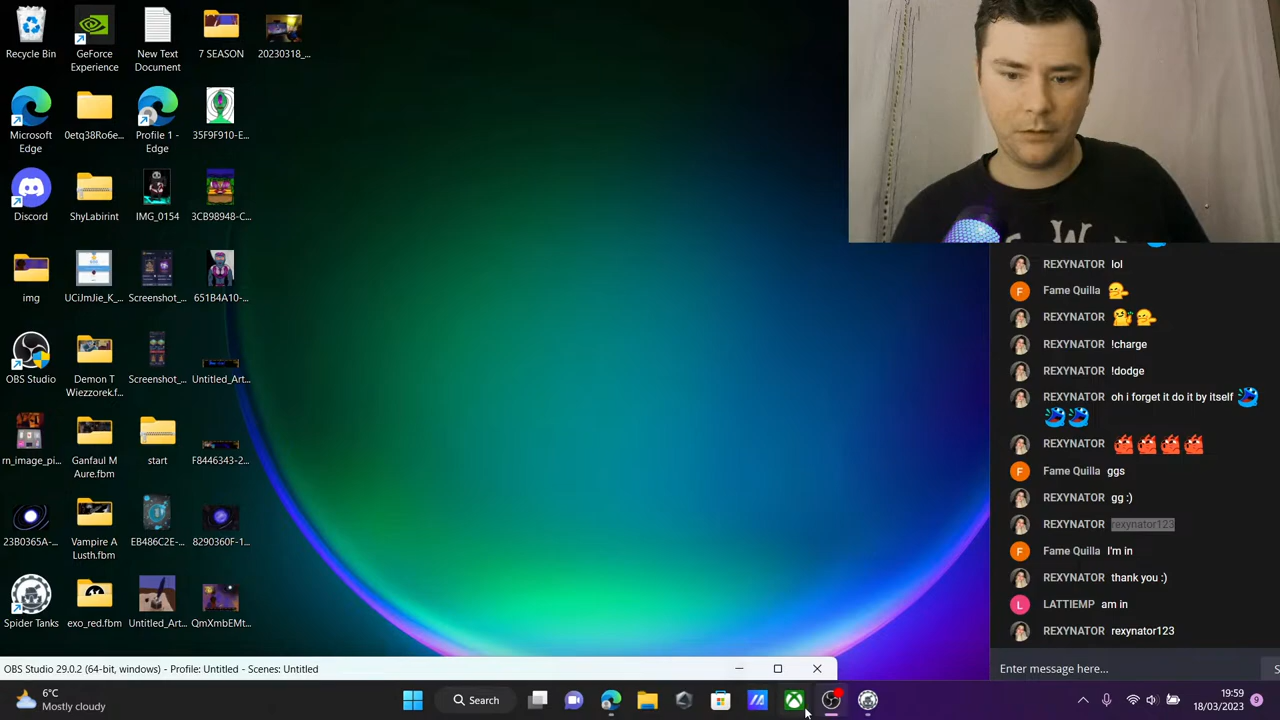 Recycle Bin
GeForce
Experience
New Text
Document
7 SEASON
20230318_...
Microsoft
Edge
0etq38Ro6e...
Profile 1 -
Edge
35F9F910-E...
Discord
ShyLabirint
IMG_0154
3CB98948-C...
img
UCiJmJie_K_...
Screenshot_...
651B4A10-...
OBS Studio
Demon T
Wiezzorek.f...
Screenshot_...
Untitled_Art...
rn_image_pi...
Ganfaul M
Aure.fbm
start
F8446343-2...
23B0365A-...
Vampire A
Lusth.fbm
EB486C2E-...
8290360F-1...
Spider Tanks
exo_red.fbm
Untitled_Art...
QmXmbEMt...
REXYNATOR lol
Fame Quilla
REXYNATOR
REXYNATOR !charge
REXYNATOR !dodge
REXYNATOR oh i forget it do it by itself
REXYNATOR
Fame Quilla ggs
REXYNATOR gg :)
REXYNATOR rexynator123
Fame Quilla I'm in
REXYNATOR thank you :)
LATTIEMP am in
REXYNATOR rexynator123
Enter message here...
OBS Studio 29.0.2 (64-bit, windows) - Profile: Untitled - Scenes: Untitled
6°C
Mostly cloudy
Search
19:59
18/03/2023